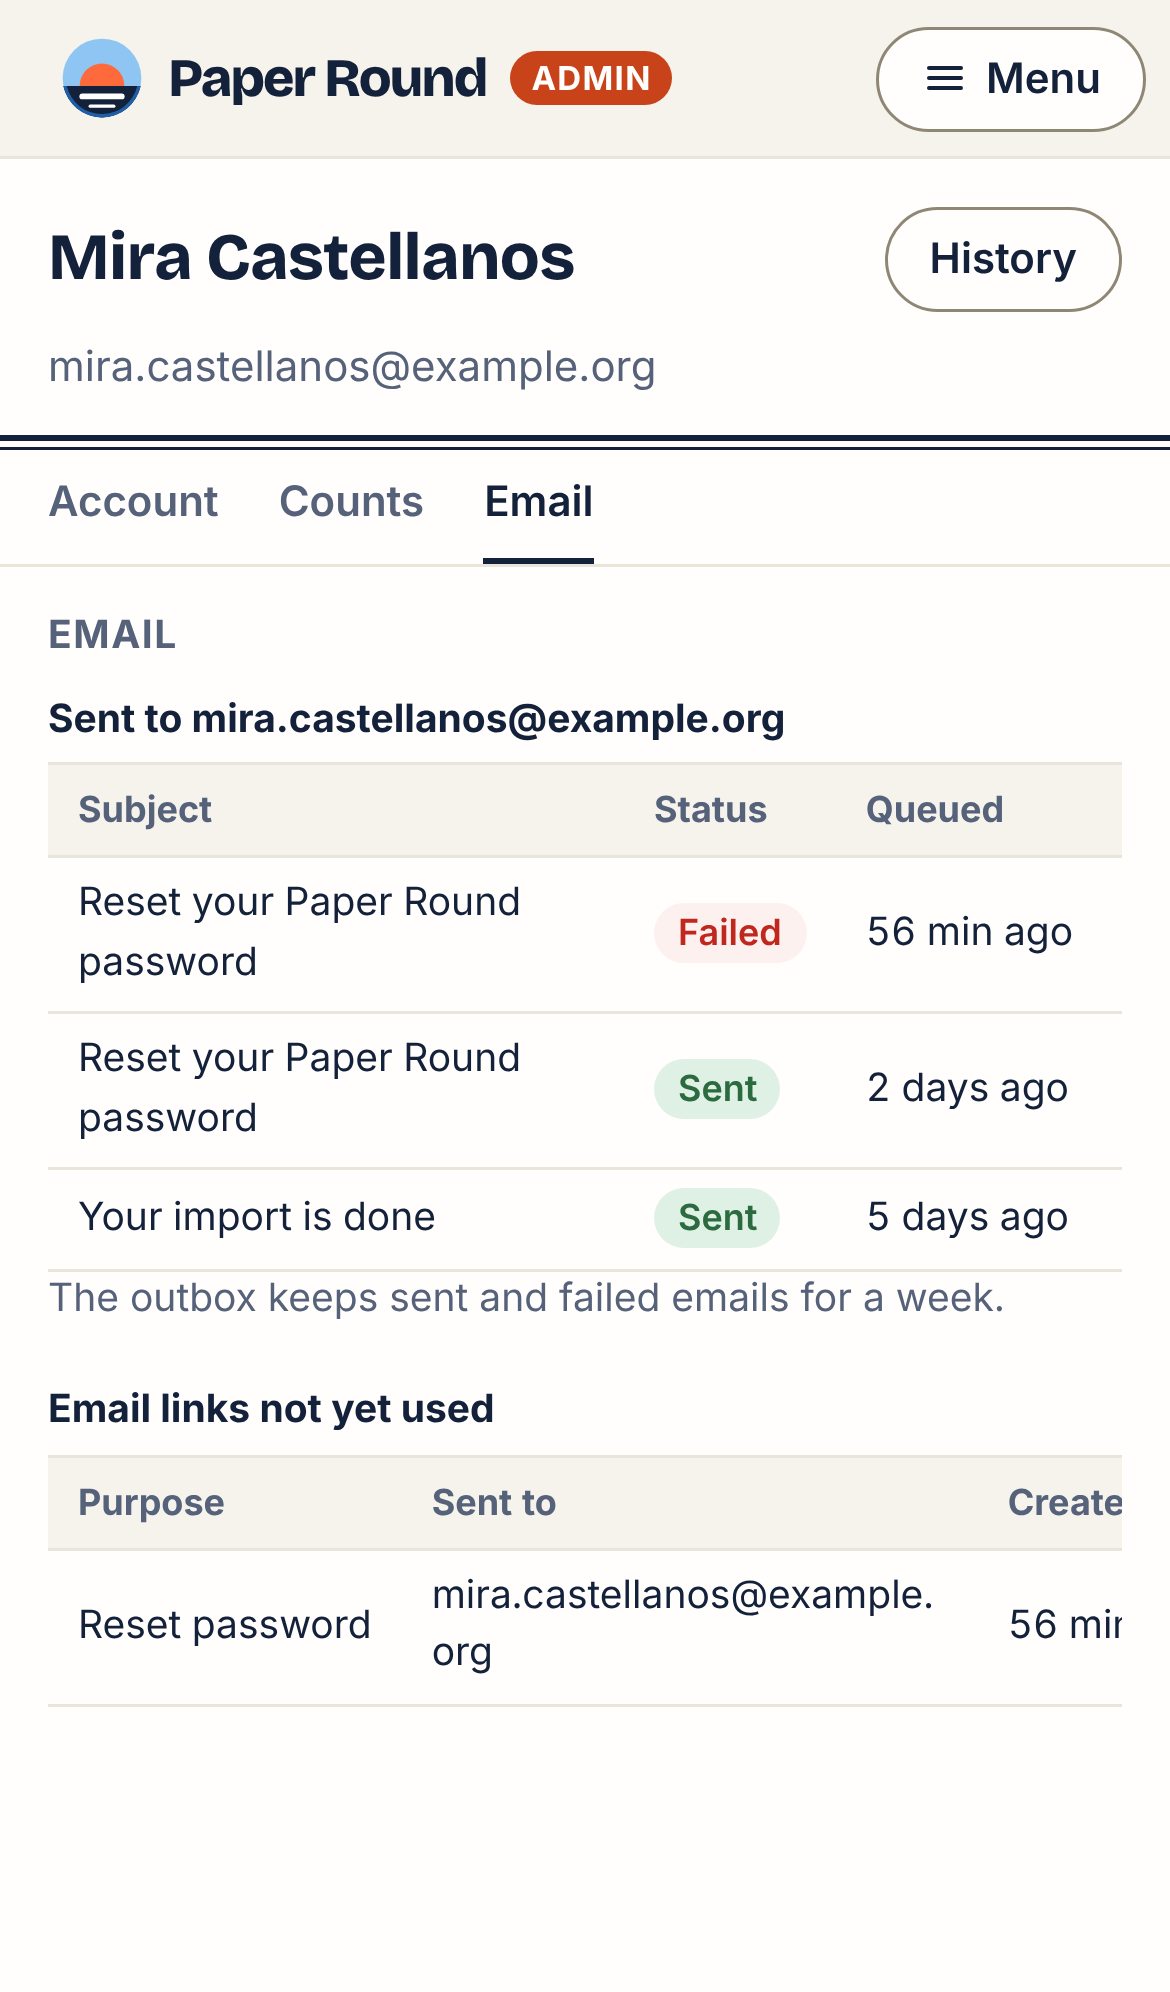 Paper Round ADMIN Menu
Mira Castellanos History
mira.castellanos@example.org
Account Counts Email
EMAIL
Sent to mira.castellanos@example.org
Subject Status Queued
Reset your Paper Round
password
Failed 56 min ago
Reset your Paper Round
password
Sent 2 days ago
Your import is done Sent 5 days ago
The outbox keeps sent and failed emails for a week.
Email links not yet used
Purpose Sent to Create
Reset password
mira.castellanos@example.
org
56 min